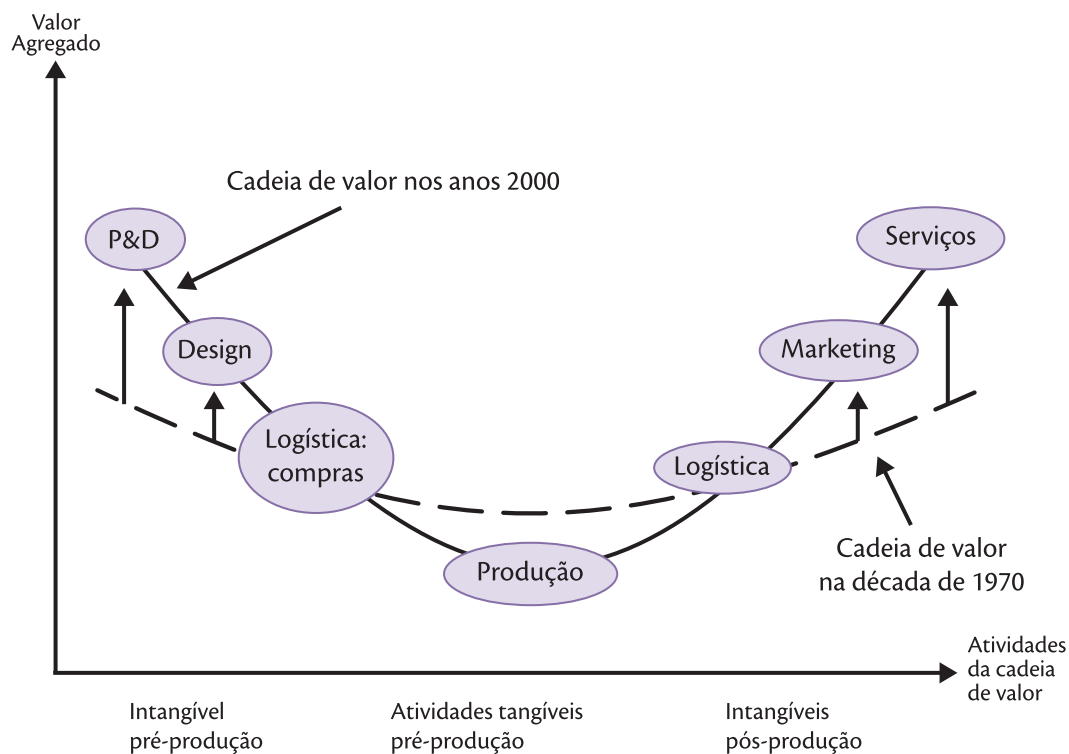 Valor
Agregado
Cadeia de valor nos anos 2000
P&D
Serviços
Design
Marketing
Logística:
compras
Logística
Produção
Cadeia de valor
na década de 1970
Atividades
da cadeia
de valor
Intangível
pré-produção
Atividades tangíveis
pré-produção
Intangíveis
pós-produção